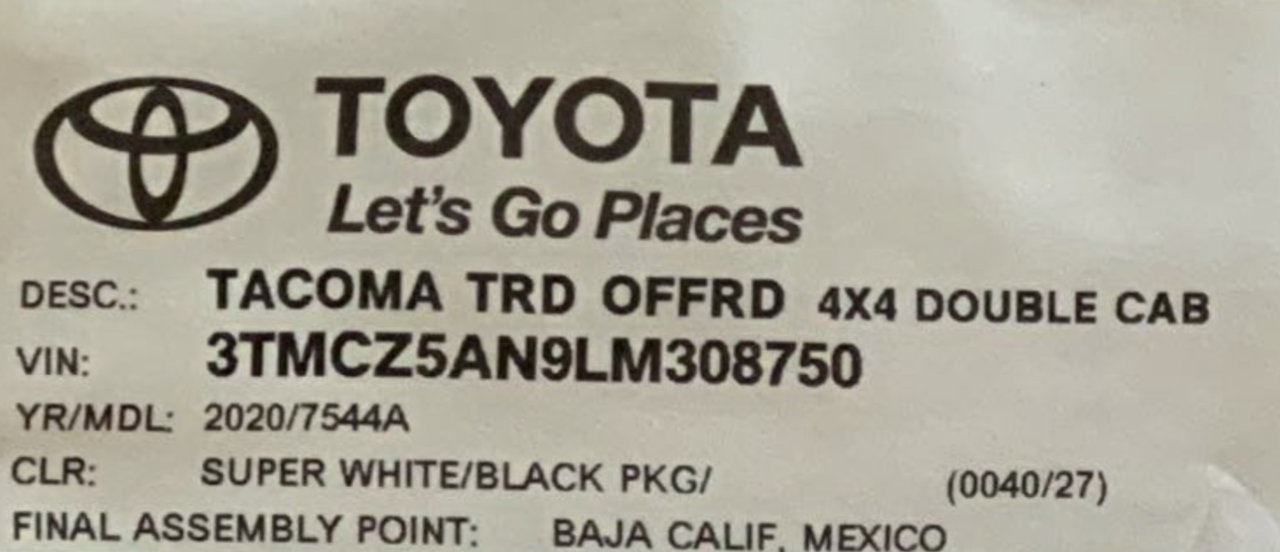 TOYOTA
Let's Go Places
DESC.: TACOMA TRD OFFRD 4X4 DOUBLE CAB
VIN: 3TMCZ5AN9LM308750
YR/MDL: 2020/7544A
CLR: SUPER WHITE/BLACK PKG/ (0040/27)
FINAL ASSEMBLY POINT: BAJA CALIF, MEXICO